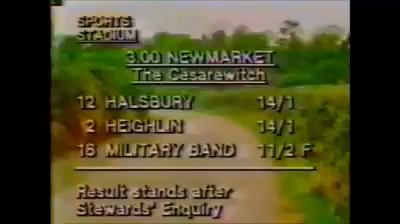 SPORTS
STADIUM
3.00 NEWMARKET
The Cesarewitch
12 HALSBURY 14/1
2 HEIGHLIN 14/1
16 MILITARY BAND 11/2 F
Result stands after
Stewards' Enquiry